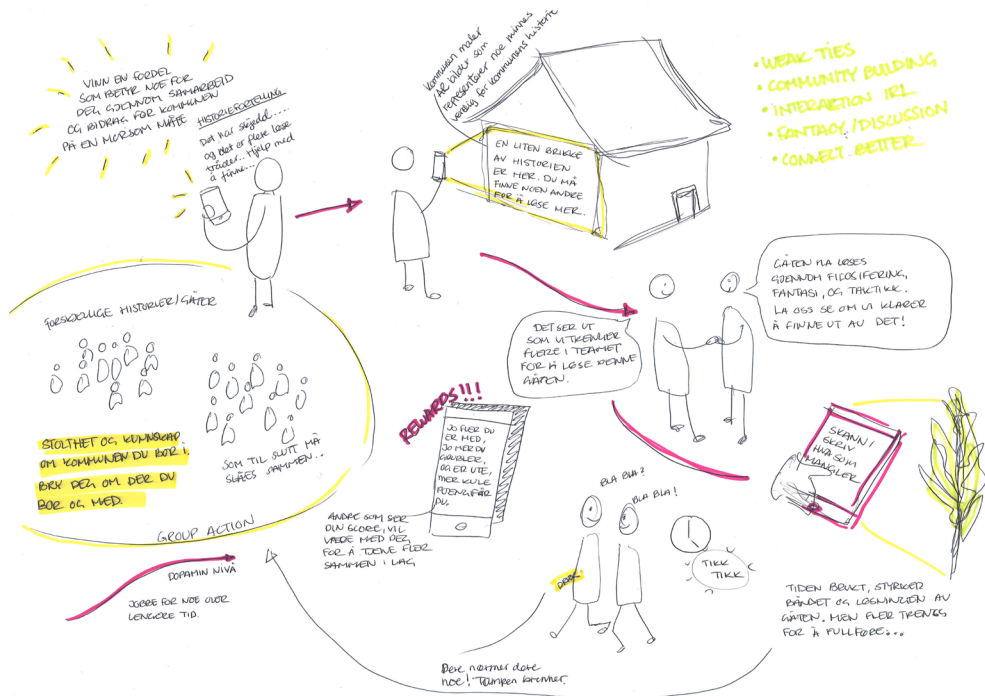 VINN EN FORDEL
SOM BETYR NOE FOR
DEG GJENNOM SAMARBEID
OG BIDRAG FOR KOMMUNEN
PÅ EN MORSOM MÅTE
HISTORIEFORTELLING
Det har skjedd....
og det er flere løse
tråder.. Hjelp med
å finne...
Kommunen maler
AR bilder som
representerer noe minnes
verdig for kommunens historie
EN LITEN BRIKKE
AV HISTORIEN
ER HER. DU MÅ
FINNE NOEN ANDRE
FOR Å LØSE MER.
• WEAK TIES
• COMMUNITY BUILDING
• INTERACTION IRL
• FANTACY/DISCUSSION
• CONNECT BETTER
GÅTEN MÅ LØSES
GJENNOM FILOSIFERING,
FANTASI, OG TAKTIKK.
LA OSS SE OM VI KLARER
Å FINNE UT AV DET!
DET SER UT
SOM VI TRENGER
FLERE I TEAMET
FOR Å LØSE DENNE
GÅTEN.
FORSKJELLIGE HISTORIER/GÅTER
SOM TIL SLUTT MÅ
SLÅES SAMMEN...
STOLTHET OG KUNNSKAP
OM KOMMUNEN DU BOR I.
BRY DEG OM DER DU
BOR OG MED.
GROUP ACTION
DOPAMIN NIVÅ
JOBBE FOR NOE OVER
LENGERE TID.
REWARDS!!!
JO FLER DU
ER MED,
JO MER DU
GRUBLER,
OG ER UTE,
MER KULE
POENG FÅR
DU.
ANDRE SOM SER
DIN SCORE, VIL
VÆRE MED DEG
FOR Å TJENE FLER
SAMMEN I LAG
BLA BLA?
BLA BLA!
TIKK
TIKK
SKANN I
SKRIV
HVA SOM
MANGLER
TIDEN BRUKT, STYRKER
BÅNDET OG LØSNINGEN AV
GÅTEN. MEN FLER TRENGS
FOR Å FULLFØRE...
Dere nærmer dere
noe! Tampen brenner.